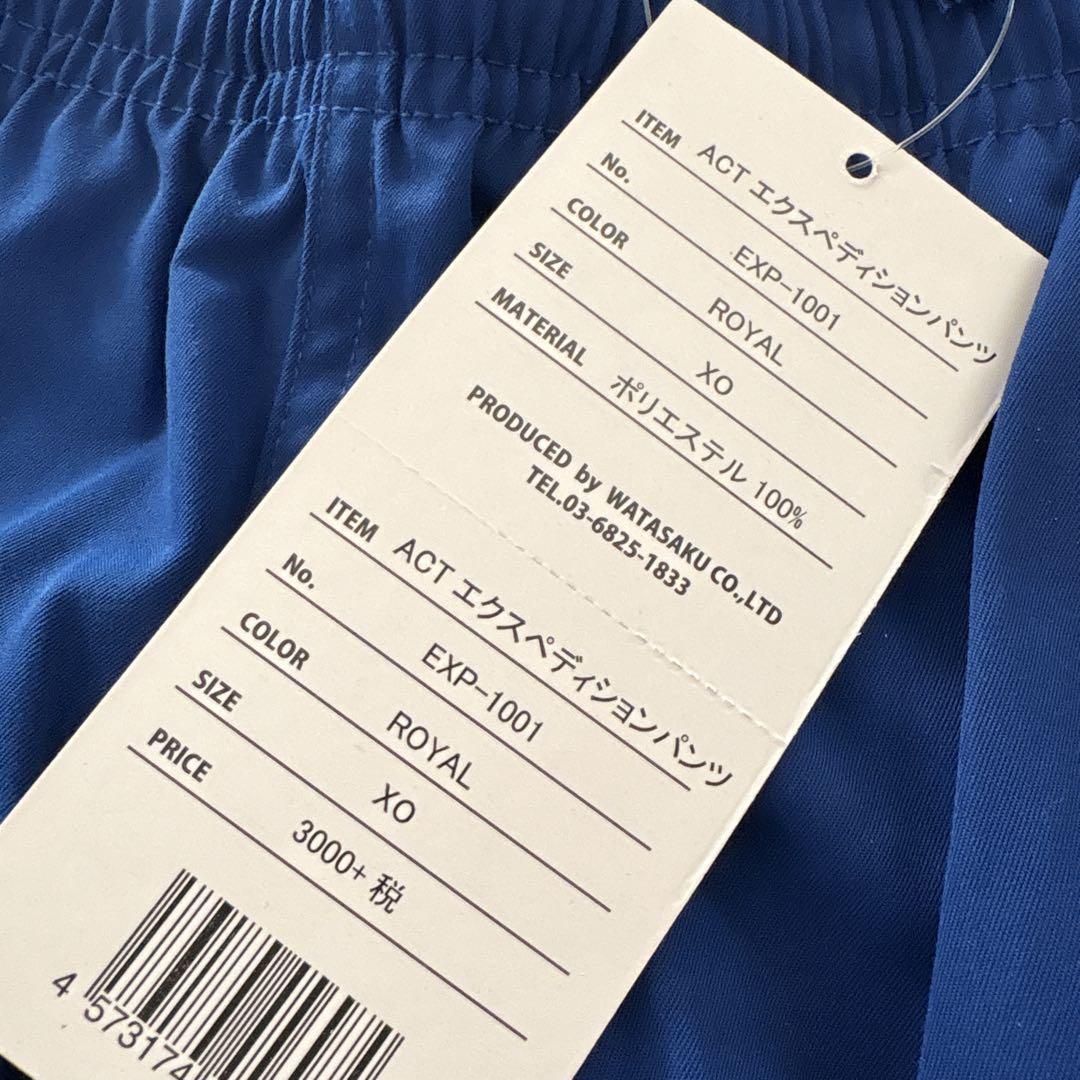 ITEM ACT エクスペディションパンツ
No. EXP-1001
COLOR ROYAL
SIZE XO
MATERIAL ポリエステル 100%
PRODUCED by WATASAKU CO.,LTD
TEL.03-6825-1833
ITEM ACT エクスペディションパンツ
No. EXP-1001
COLOR ROYAL
SIZE XO
PRICE 3000+ 税
4 573174